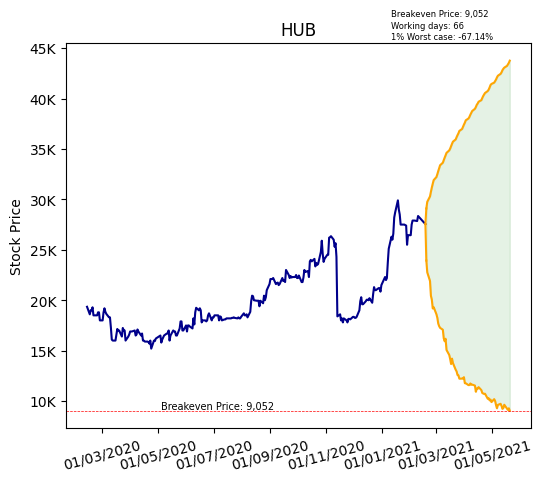 Breakeven Price: 9,052
Working days: 66
1% Worst case: -67.14%
HUB
45K
40K
35K
30K
25K
20K
15K
10K
Stock Price
Breakeven Price: 9,052
01/03/2020
01/05/2020
01/07/2020
01/09/2020
01/11/2020
01/01/2021
01/03/2021
01/05/2021